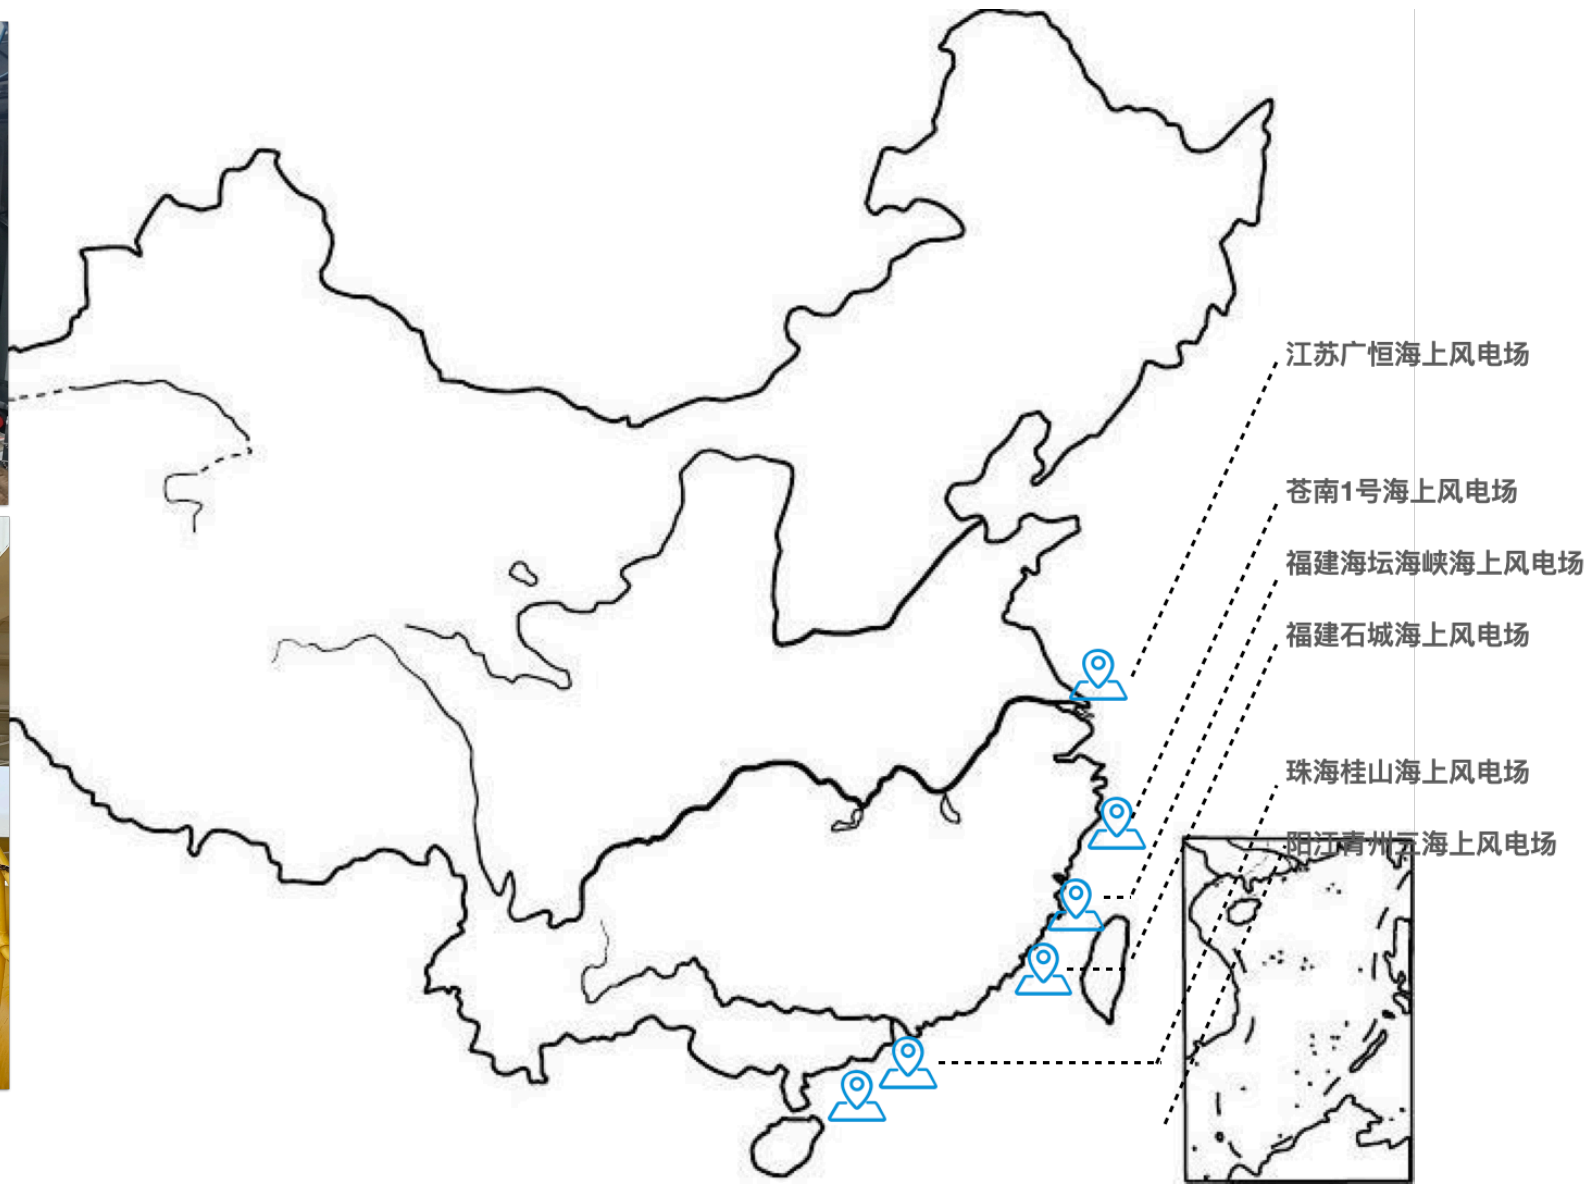 江苏广恒海上风电场
苍南1号海上风电场
福建海坛海峡海上风电场
福建石城海上风电场
珠海桂山海上风电场
阳江青州三海上风电场